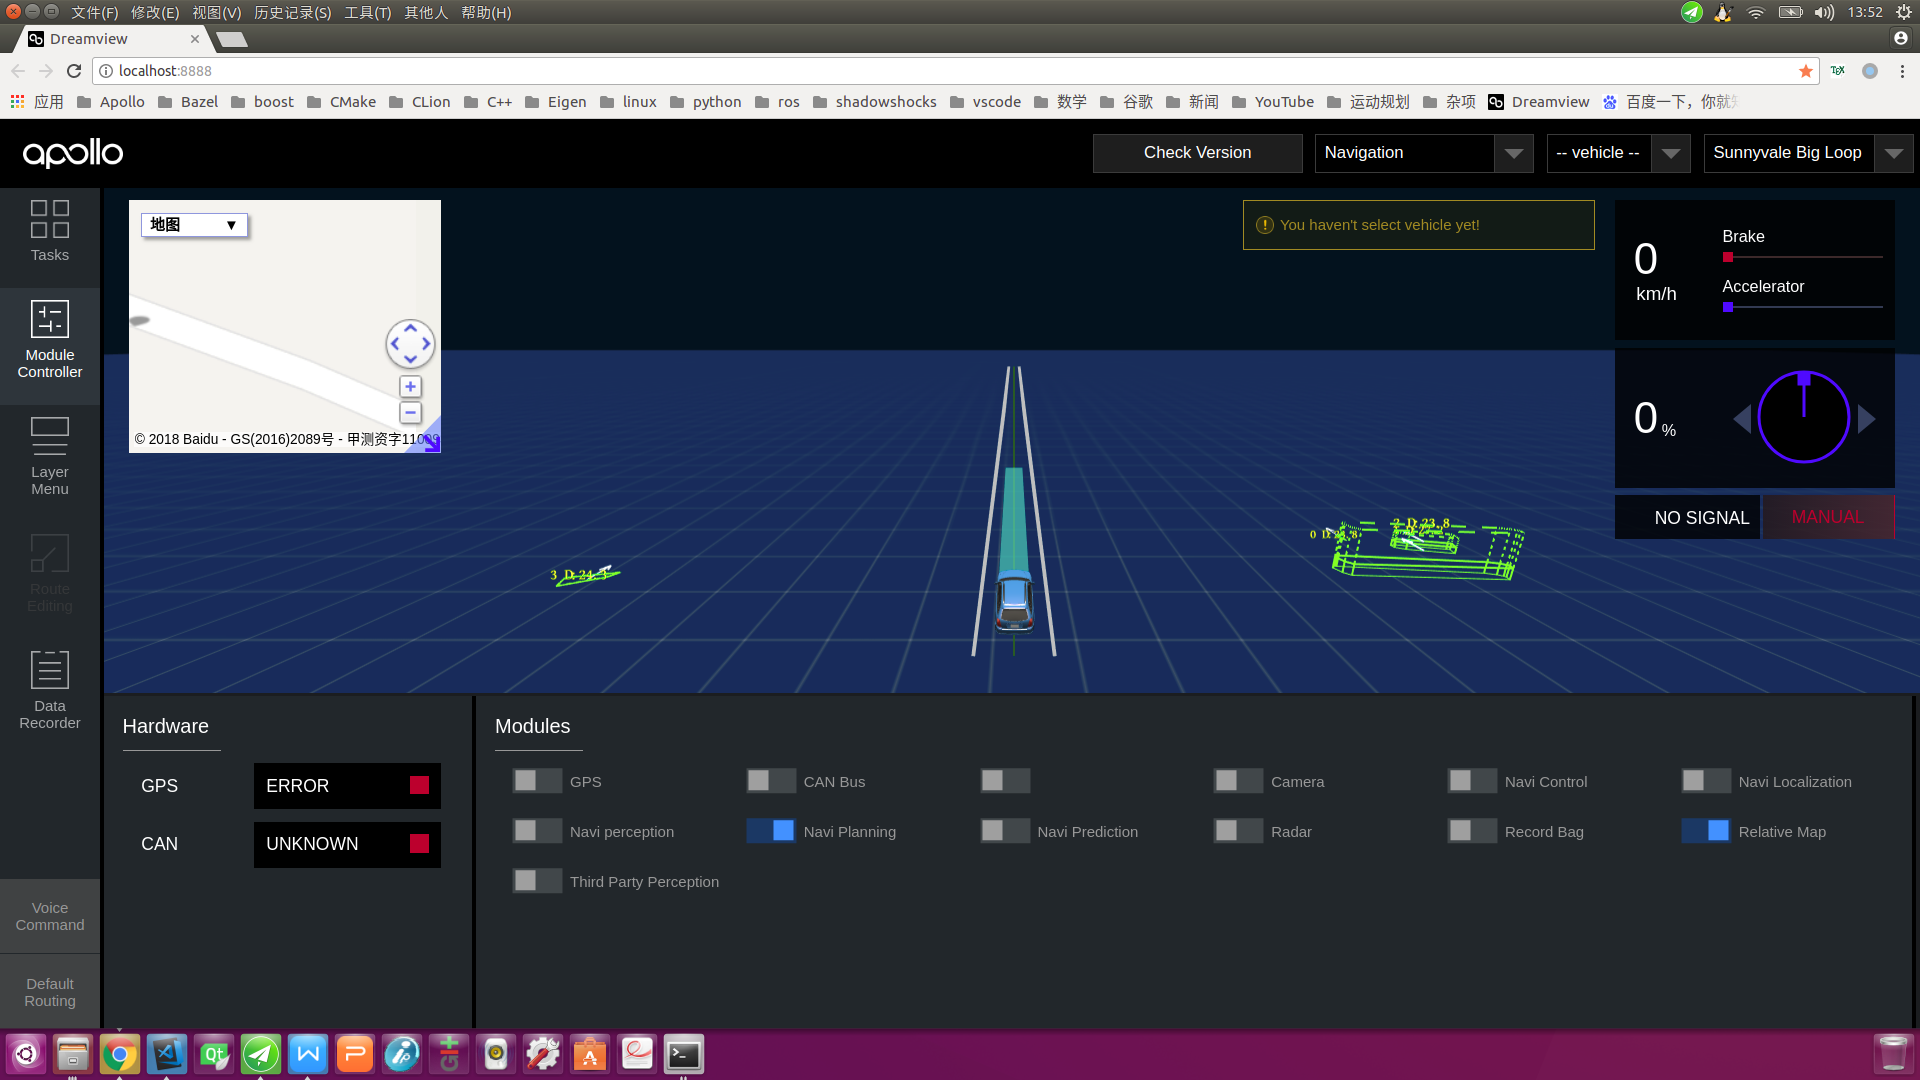 文件(F) 修改(E) 视图(V) 历史记录(S) 工具(T) 其他人 帮助(H) 13:52
Dreamview
localhost:8888 TEX
应用 Apollo Bazel boost CMake CLion C++ Eigen linux python ros shadowshocks vscode 数学 谷歌 新闻 YouTube 运动规划 杂项 Dreamview 百度一下，你就
apollo Check Version Navigation -- vehicle -- Sunnyvale Big Loop
Tasks
Module
Controller
Layer
Menu
Route
Editing
Data
Recorder
Voice
Command
Default
Routing
地图
© 2018 Baidu - GS(2016)2089号 - 甲测资字11
You haven't select vehicle yet!
0
km/h
Brake
Accelerator
0 %
NO SIGNAL MANUAL
3 D
2 D:23.8
0
Hardware
GPS ERROR
CAN UNKNOWN
Modules
GPS CAN Bus Camera Navi Control Navi Localization
Navi perception Navi Planning Navi Prediction Radar Record Bag Relative Map
Third Party Perception
Qt W P git A